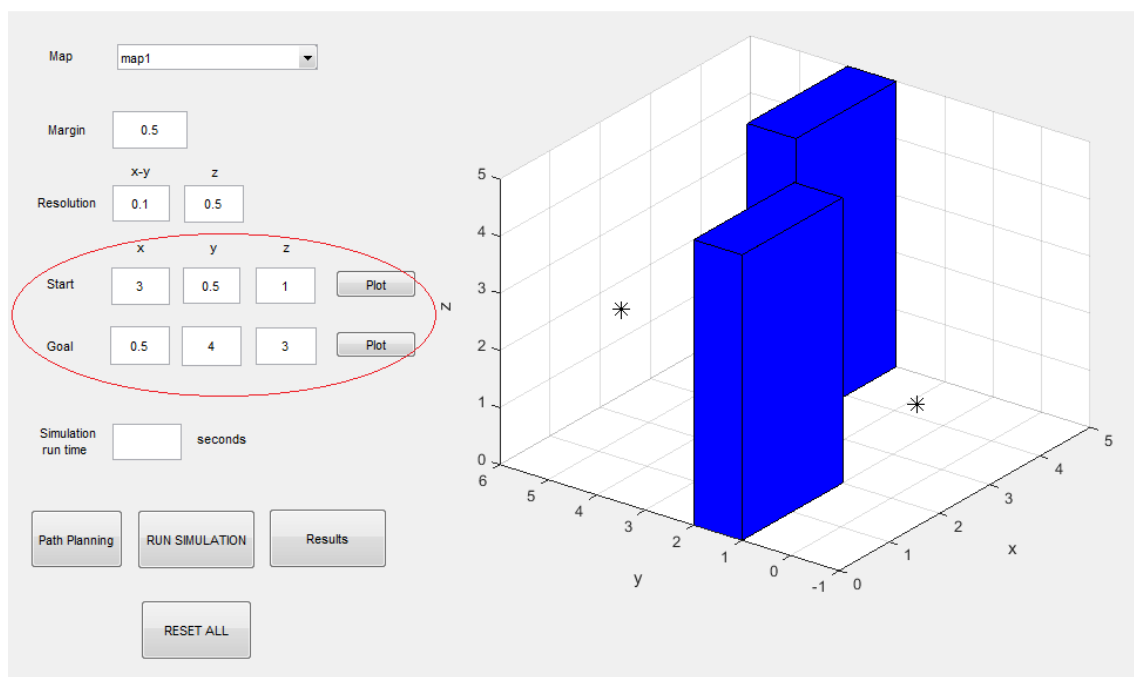 Map
map1
Margin
0.5
x-y z
Resolution
0.1 0.5
x y z
Start 3 0.5 1 Plot
Goal 0.5 4 3 Plot
Simulation
run time
seconds
Path Planning
RUN SIMULATION
Results
RESET ALL
5
4
3
2
1
0
z
6
5
4
3
2
1
0
-1
y
0
1
2
3
4
5
x